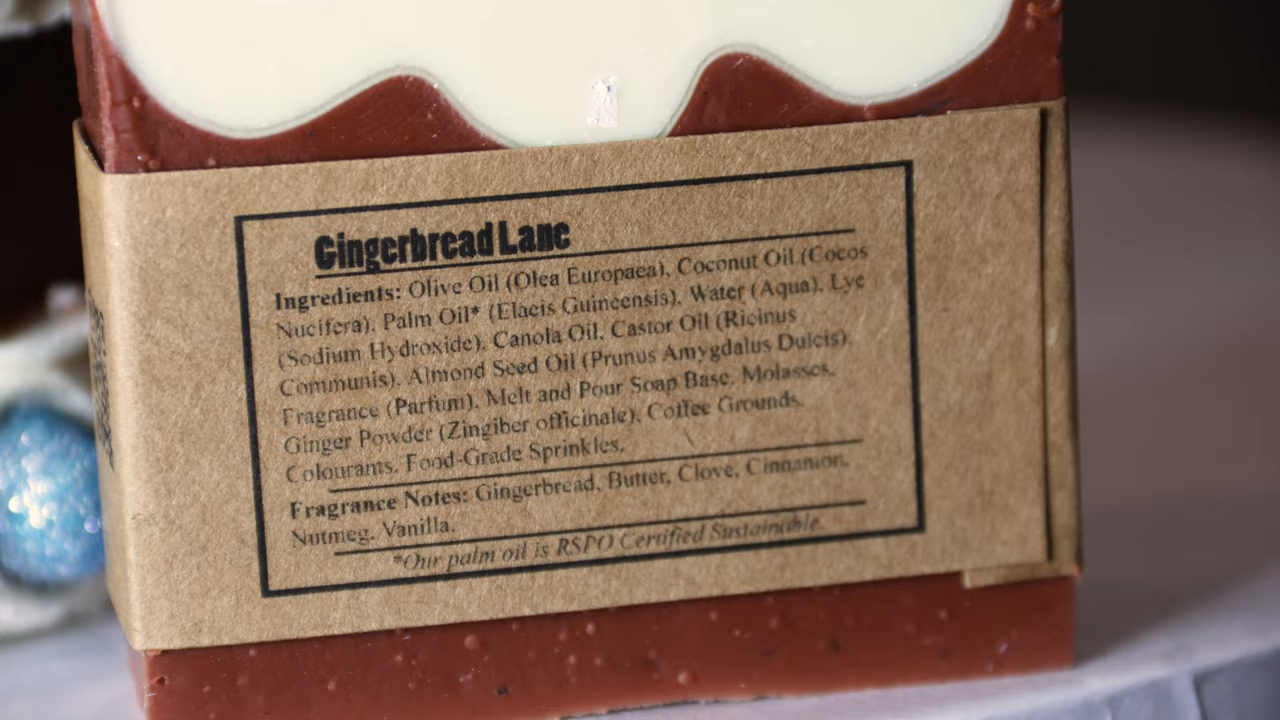 Gingerbread Lane
Ingredients: Olive Oil (Olea Europaea), Coconut Oil (Cocos
Nucifera), Palm Oil* (Elaeis Guineensis), Water (Aqua), Lye
(Sodium Hydroxide), Canola Oil, Castor Oil (Ricinus
Communis), Almond Seed Oil (Prunus Amygdalus Dulcis),
Fragrance (Parfum), Melt and Pour Soap Base, Molasses,
Ginger Powder (Zingiber officinale), Coffee Grounds,
Colourants, Food-Grade Sprinkles.
Fragrance Notes: Gingerbread, Butter, Clove, Cinnamon,
Nutmeg, Vanilla.
*Our palm oil is RSPO Certified Sustainable.